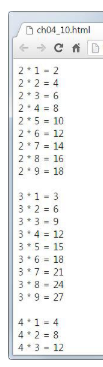 ch04_10.html
2 * 1 = 2
2 * 2 = 4
2 * 3 = 6
2 * 4 = 8
2 * 5 = 10
2 * 6 = 12
2 * 7 = 14
2 * 8 = 16
2 * 9 = 18
3 * 1 = 3
3 * 2 = 6
3 * 3 = 9
3 * 4 = 12
3 * 5 = 15
3 * 6 = 18
3 * 7 = 21
3 * 8 = 24
3 * 9 = 27
4 * 1 = 4
4 * 2 = 8
4 * 3 = 12